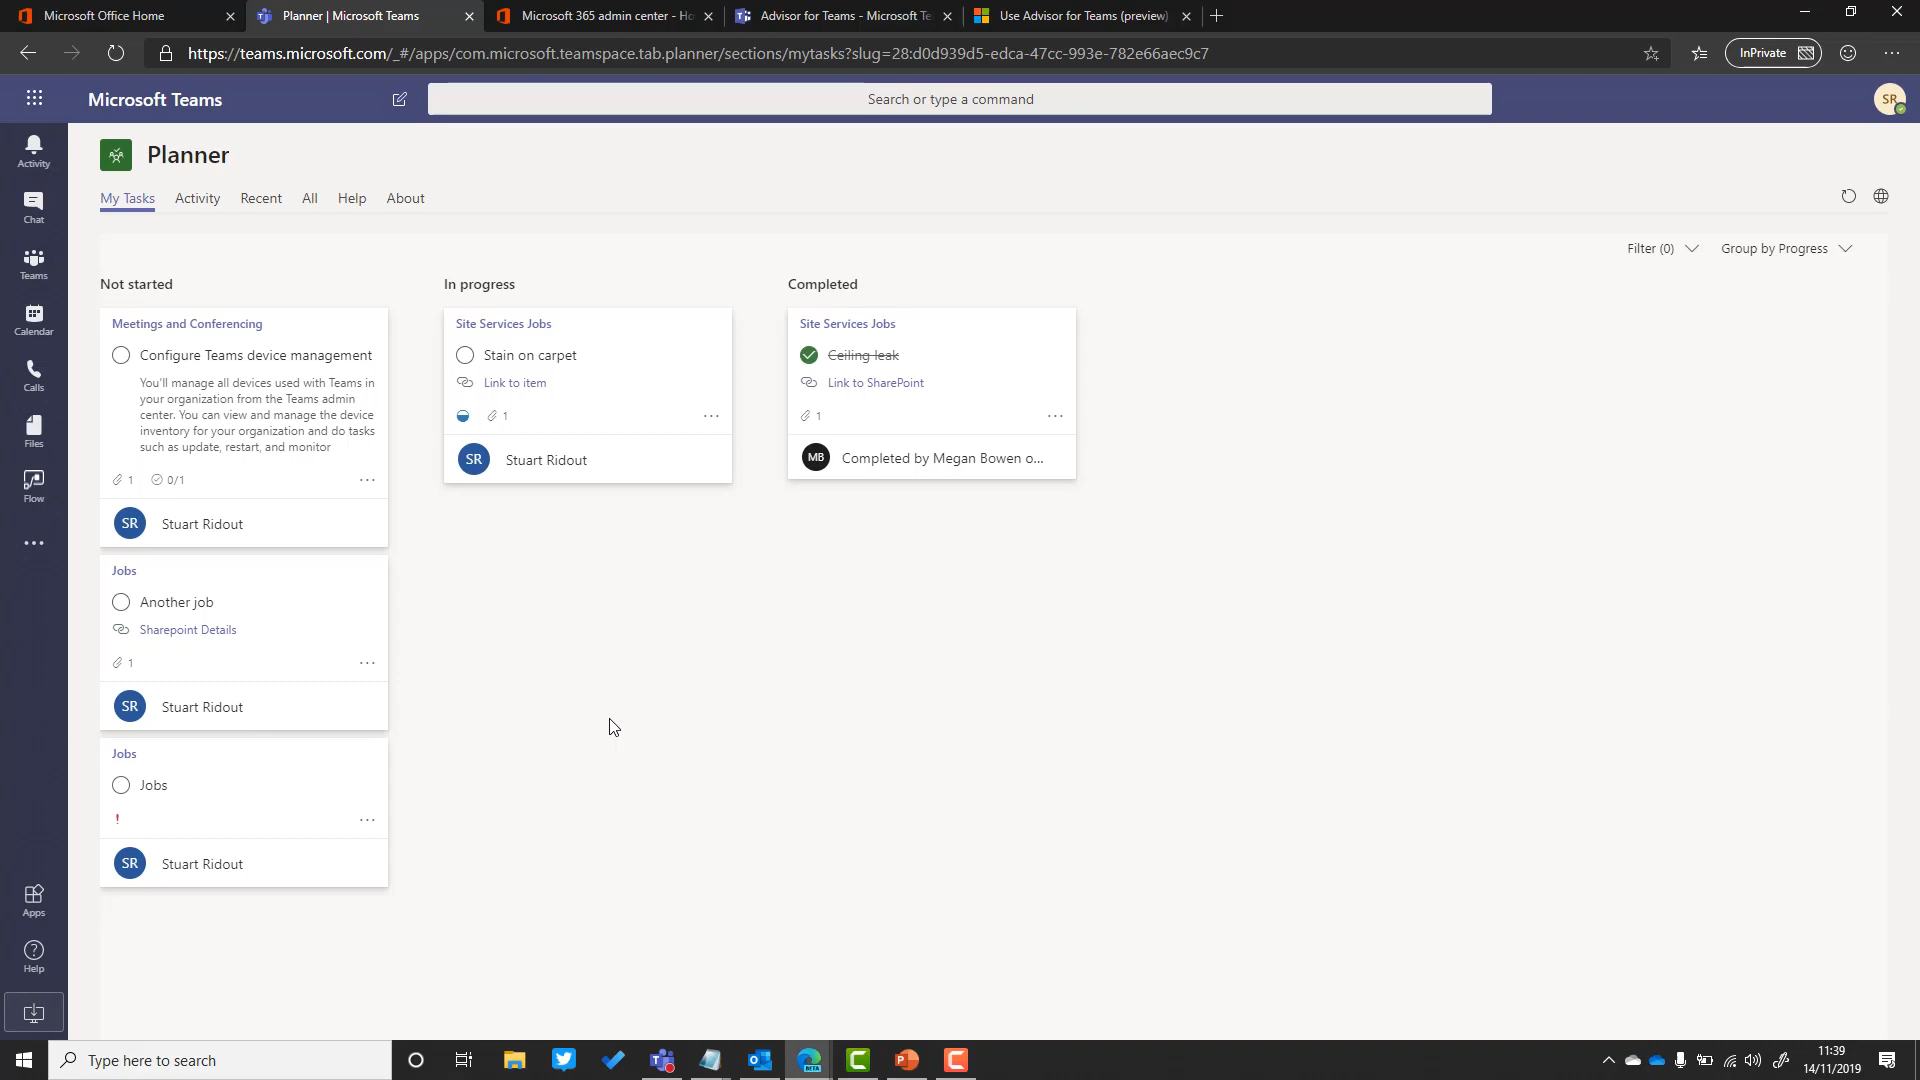 Microsoft Office Home
Planner | Microsoft Teams
Microsoft 365 admin center - Ho
Advisor for Teams - Microsoft Te
Use Advisor for Teams (preview)
https://teams.microsoft.com/_#/apps/com.microsoft.teamspace.tab.planner/sections/mytasks?slug=28:d0d939d5-edca-47cc-993e-782e66aec9c7
InPrivate
Microsoft Teams
Search or type a command
SR
Activity
Chat
Teams
Calendar
Calls
Files
Flow
Apps
Help
Planner
My Tasks
Activity
Recent
All
Help
About
Filter (0)
Group by Progress
Not started
Meetings and Conferencing
Configure Teams device management
You'll manage all devices used with Teams in
your organization from the Teams admin
center. You can view and manage the device
inventory for your organization and do tasks
such as update, restart, and monitor
1
0/1
SR
Stuart Ridout
Jobs
Another job
Sharepoint Details
1
SR
Stuart Ridout
Jobs
Jobs
!
SR
Stuart Ridout
In progress
Site Services Jobs
Stain on carpet
Link to item
1
SR
Stuart Ridout
Completed
Site Services Jobs
Ceiling leak
Link to SharePoint
1
MB
Completed by Megan Bowen o...
Type here to search
BETA
11:39
14/11/2019